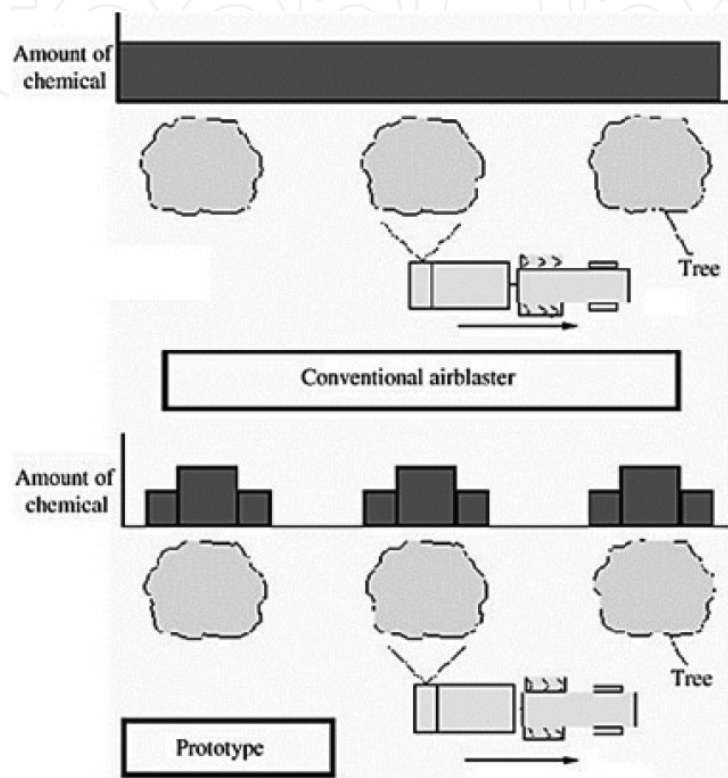 Amount of
chemical
Tree
Conventional airblaster
Amount of
chemical
Tree
Prototype